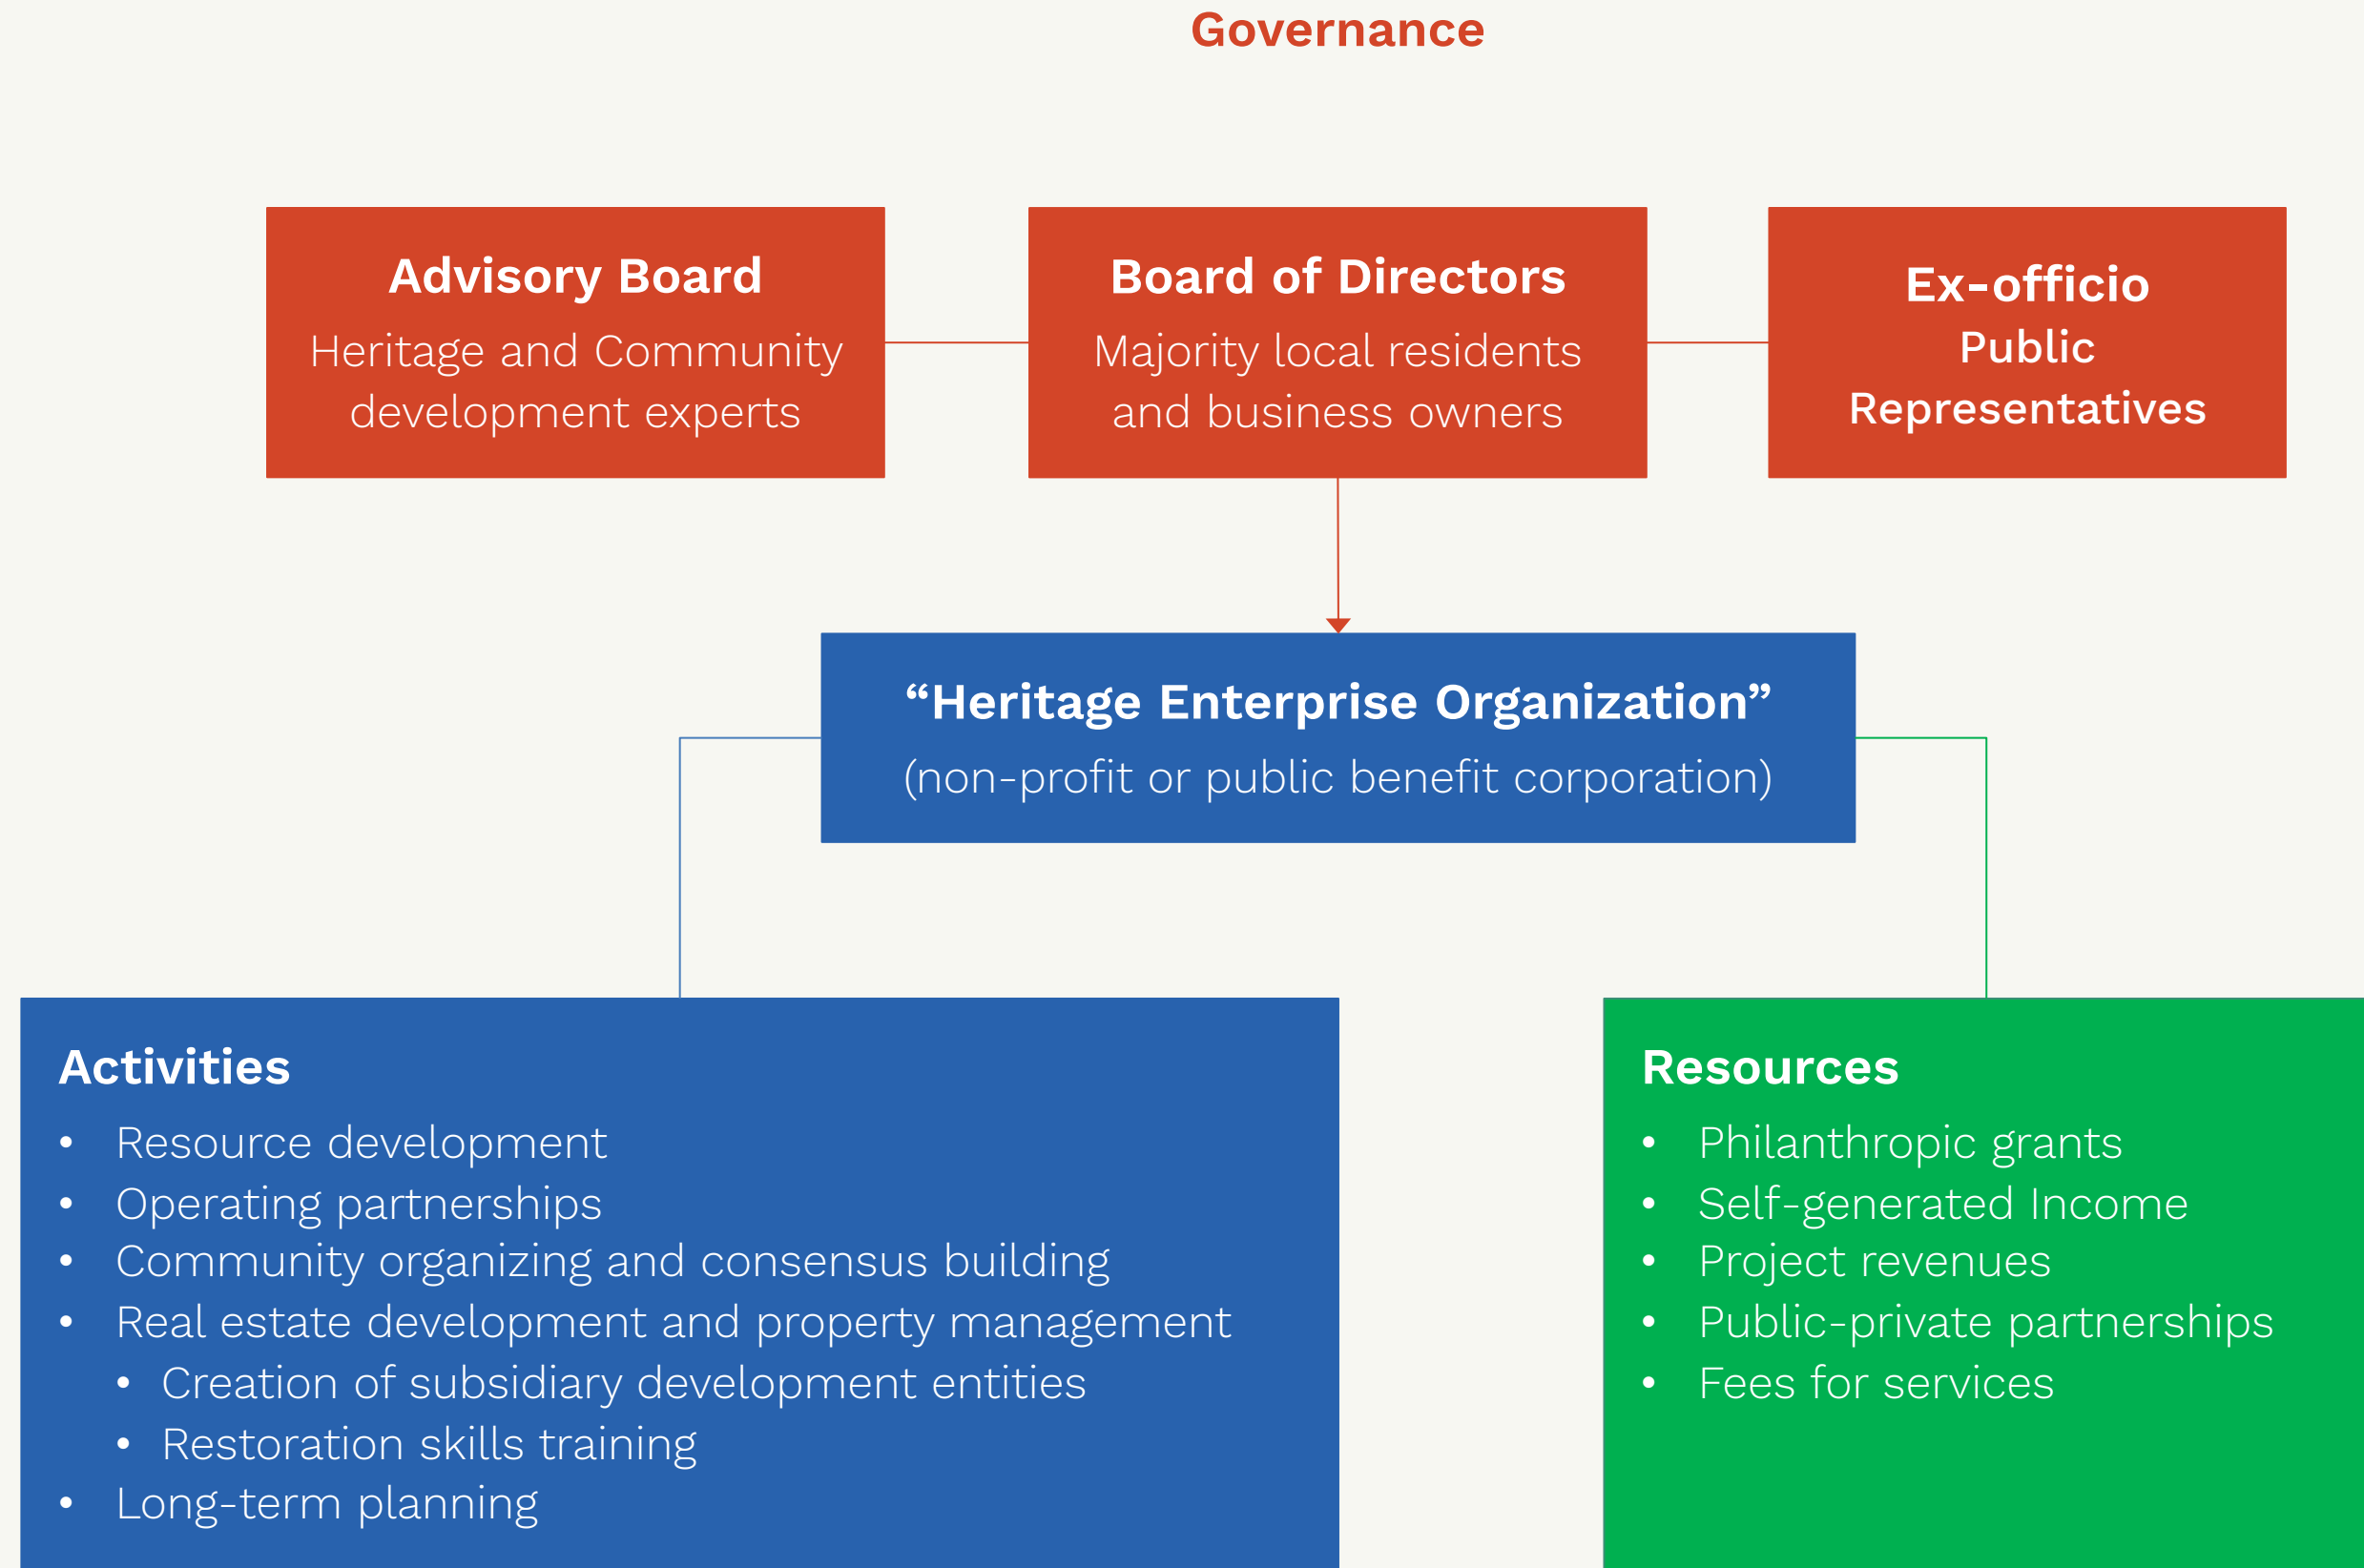 Governance
Advisory Board
Heritage and Community
development experts
Board of Directors
Majority local residents
and business owners
Ex-officio
Public
Representatives
“Heritage Enterprise Organization”
(non-profit or public benefit corporation)
Activities
• Resource development
• Operating partnerships
• Community organizing and consensus building
• Real estate development and property management
• Creation of subsidiary development entities
• Restoration skills training
• Long-term planning
Resources
• Philanthropic grants
• Self-generated Income
• Project revenues
• Public-private partnerships
• Fees for services